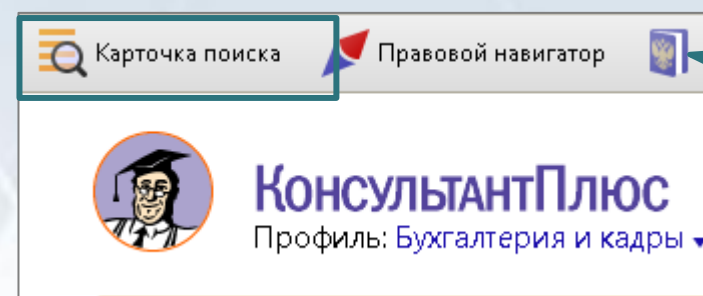 Карточка поиска Правовой навигатор
КонсультантПлюс
Профиль: Бухгалтерия и кадры